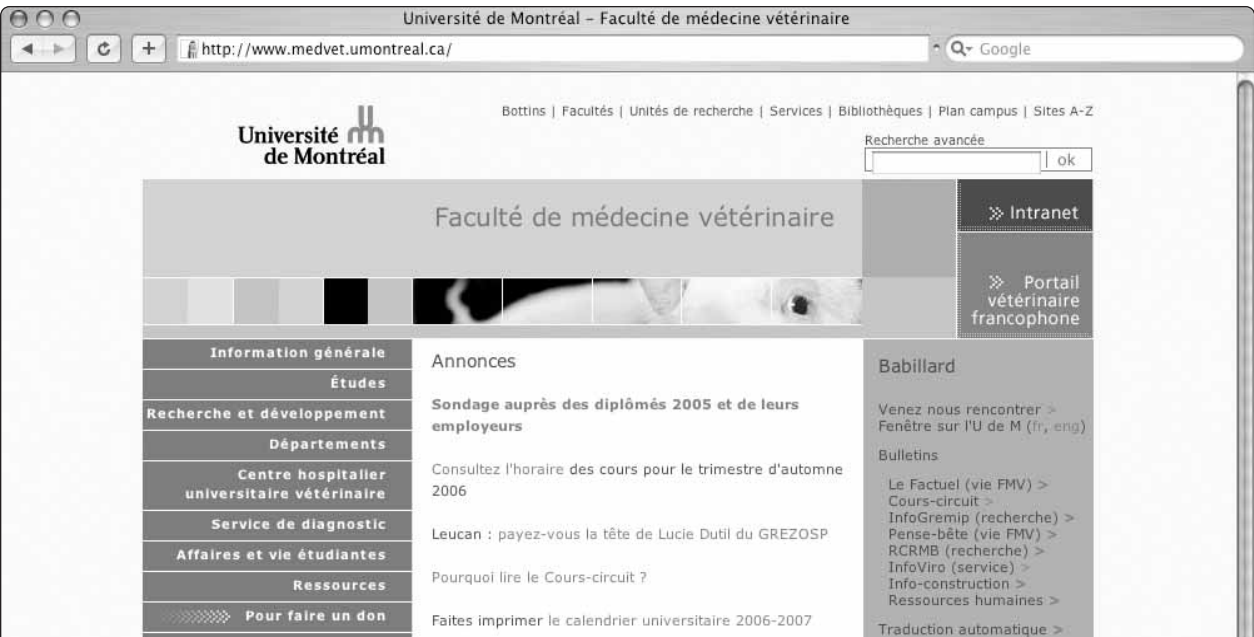 Université de Montréal – Faculté de médecine vétérinaire
http://www.medvet.umontreal.ca/
Google
Bottins | Facultés | Unités de recherche | Services | Bibliothèques | Plan campus | Sites A-Z
Université
de Montréal
Recherche avancée
ok
Faculté de médecine vétérinaire
Intranet
Portail
vétérinaire
francophone
Information générale
Études
Recherche et développement
Départements
Centre hospitalier
universitaire vétérinaire
Service de diagnostic
Affaires et vie étudiantes
Ressources
Pour faire un don
Annonces
Sondage auprès des diplômés 2005 et de leurs
employeurs
Consultez l'horaire des cours pour le trimestre d'automne
2006
Leucan : payez-vous la tête de Lucie Dutil du GREZOSP
Pourquoi lire le Cours-circuit ?
Faites imprimer le calendrier universitaire 2006-2007
Babillard
Venez nous rencontrer >
Fenêtre sur l'U de M (fr, eng)
Bulletins
Le Factuel (vie FMV) >
Cours-circuit >
InfoGremip (recherche) >
Pense-bête (vie FMV) >
RCRMB (recherche) >
InfoViro (service) >
Info-construction >
Ressources humaines >
Traduction automatique >